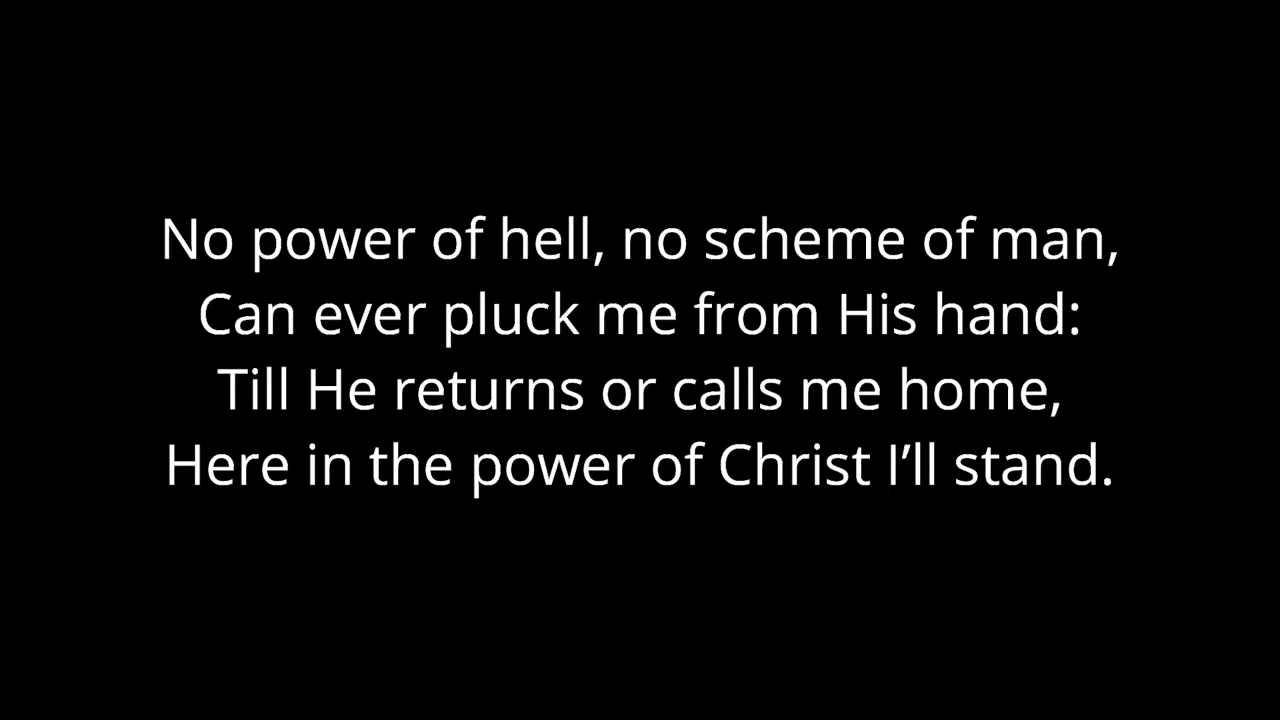 No power of hell, no scheme of man,
Can ever pluck me from His hand:
Till He returns or calls me home,
Here in the power of Christ I’ll stand.